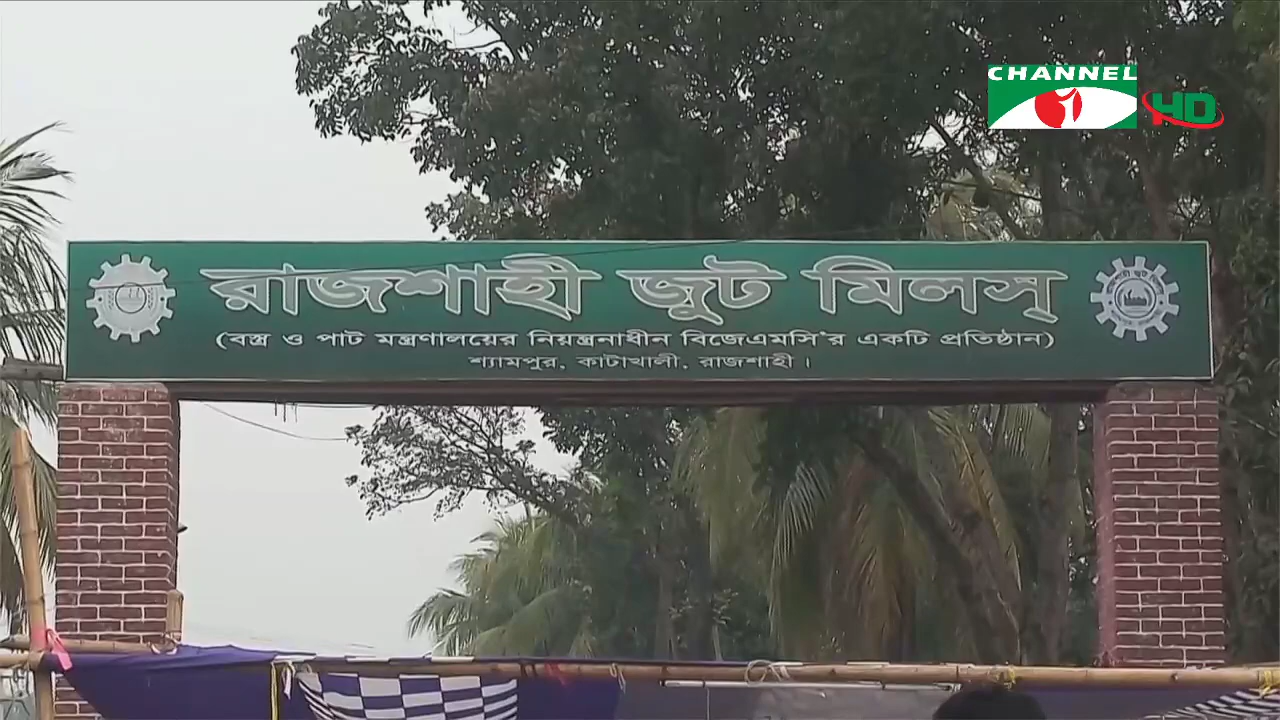 CHANNEL
i HD
রাজশাহী জুট মিলস্
(বস্ত্র ও পাট মন্ত্রণালয়ের নিয়ন্ত্রনাধীন বিজেএমসি'র একটি প্রতিষ্ঠান)
শ্যামপুর, কাটাখালী, রাজশাহী।